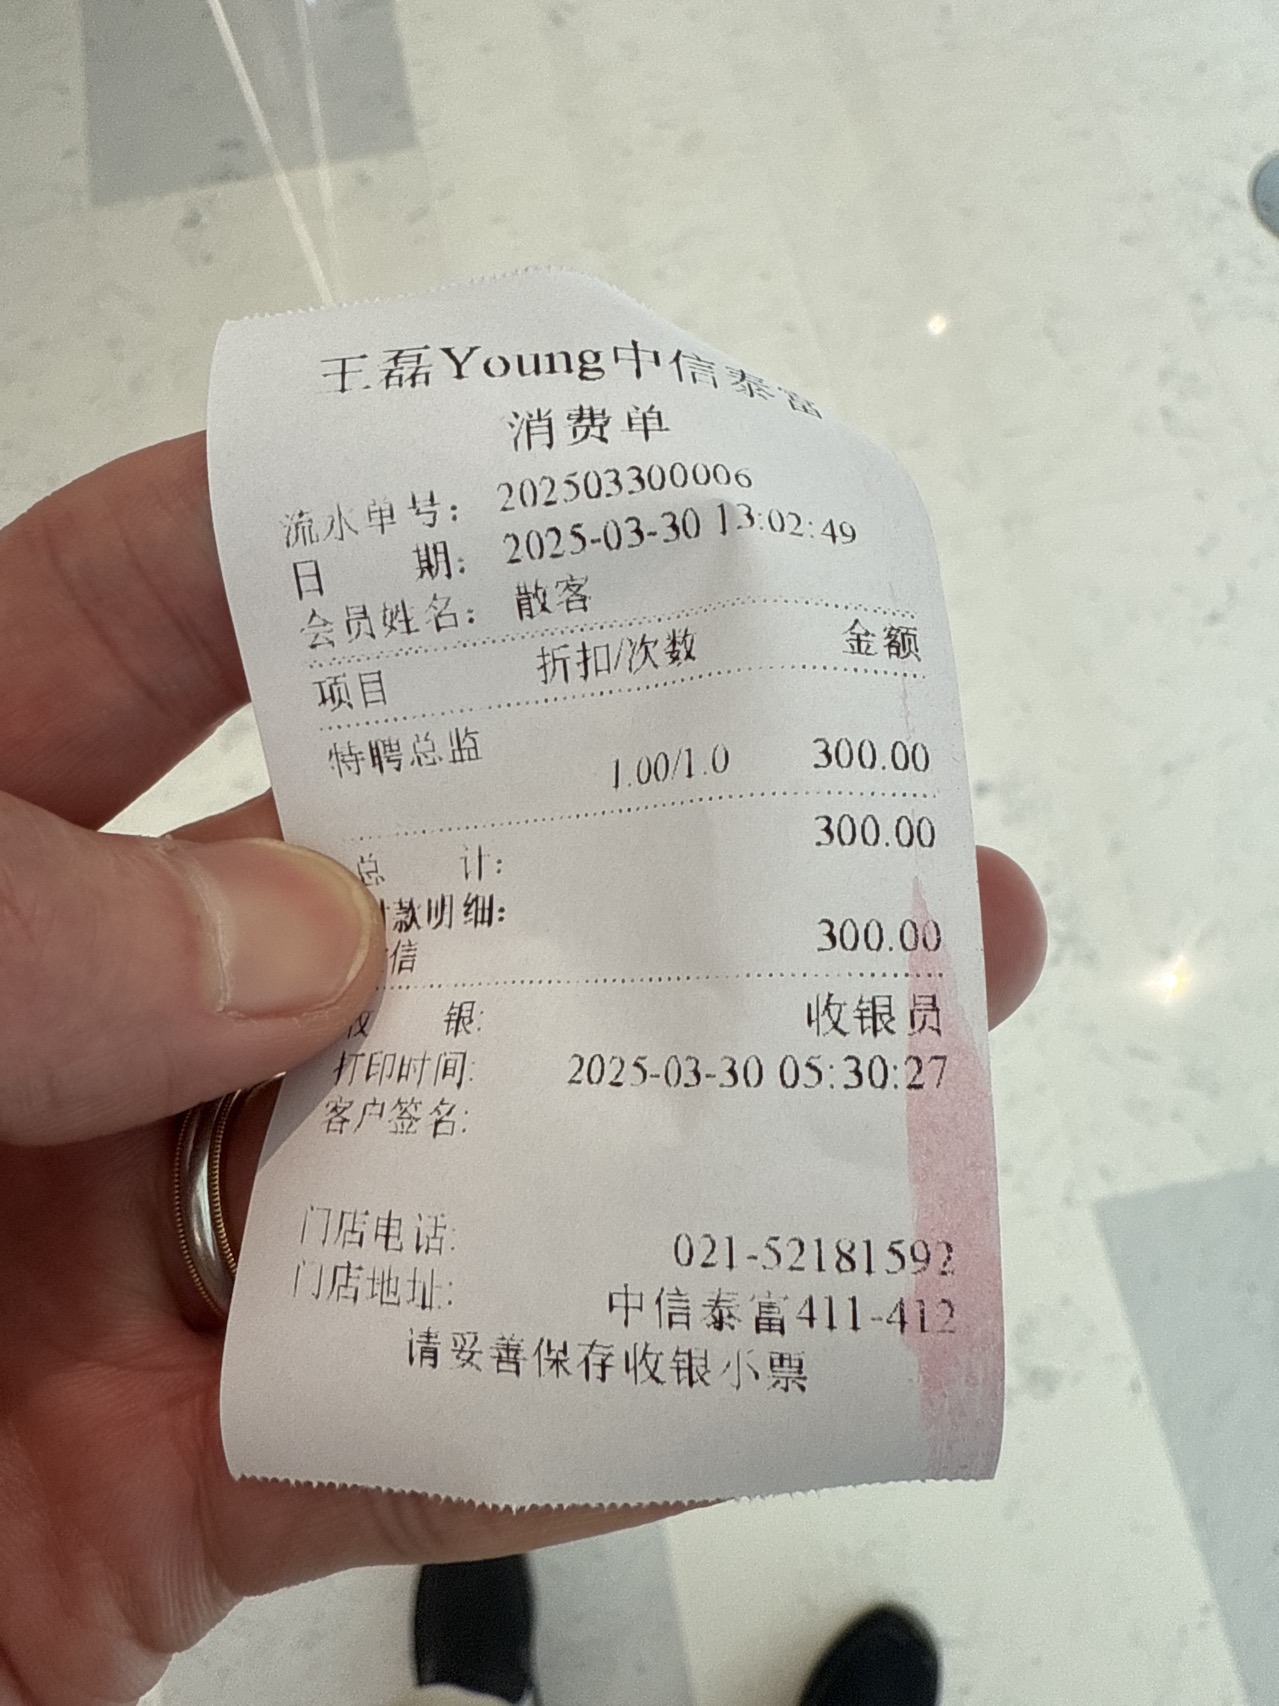 王磊Young中信泰富
消费单
流水单号: 202503300006
日 期: 2025-03-30 13:02:49
会员姓名: 散客
项目 折扣/次数 金额
特聘总监 1.00/1.0 300.00
总 计: 300.00
款明细:
信 300.00
收 银: 收银员
打印时间: 2025-03-30 05:30:27
客户签名:
门店电话: 021-52181592
门店地址: 中信泰富411-412
请妥善保存收银小票